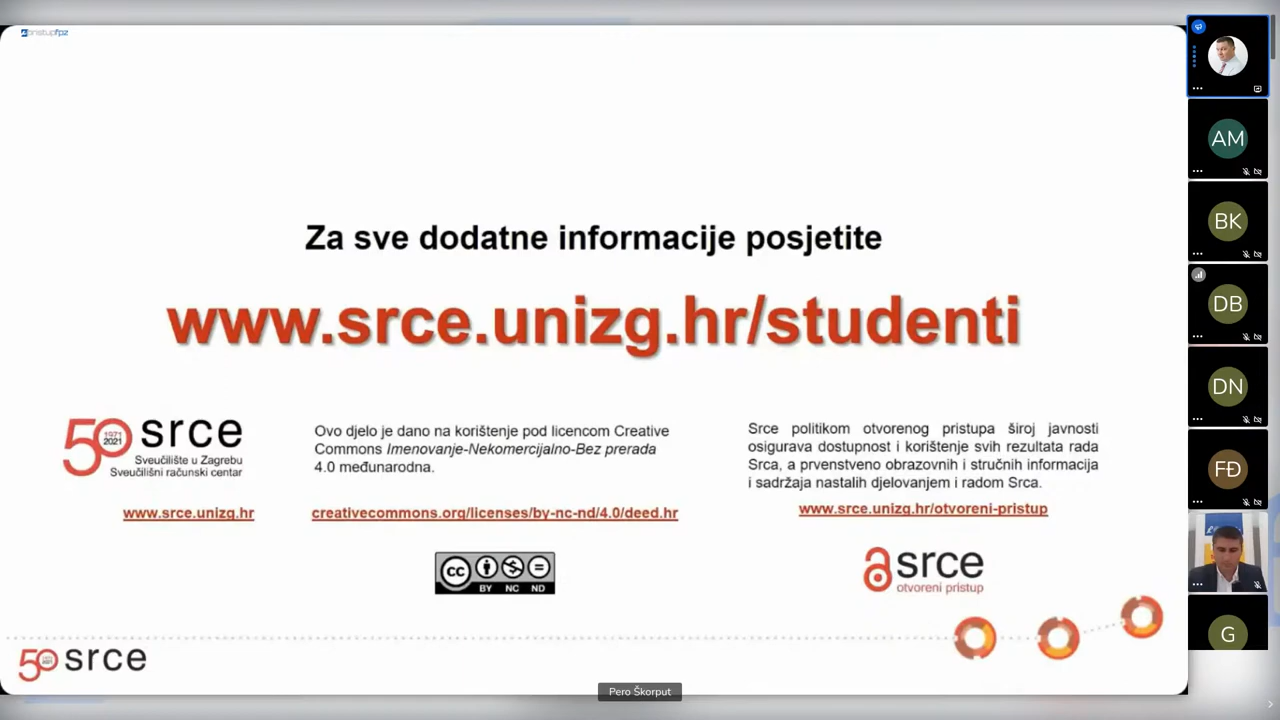 pristupfpz
Za sve dodatne informacije posjetite
www.srce.unizg.hr/studenti
50 srce
1971
2021
Sveučilište u Zagrebu
Sveučilišni računski centar
www.srce.unizg.hr
Ovo djelo je dano na korištenje pod licencom Creative
Commons Imenovanje-Nekomercijalno-Bez prerada
4.0 međunarodna.
creativecommons.org/licenses/by-nc-nd/4.0/deed.hr
cc
BY NC ND
Srce politikom otvorenog pristupa široj javnosti
osigurava dostupnost i korištenje svih rezultata rada
Srca, a prvenstveno obrazovnih i stručnih informacija
i sadržaja nastalih djelovanjem i radom Srca.
www.srce.unizg.hr/otvoreni-pristup
srce
otvoreni pristup
50 srce
Pero Škorput
AM
BK
DB
DN
FĐ
G